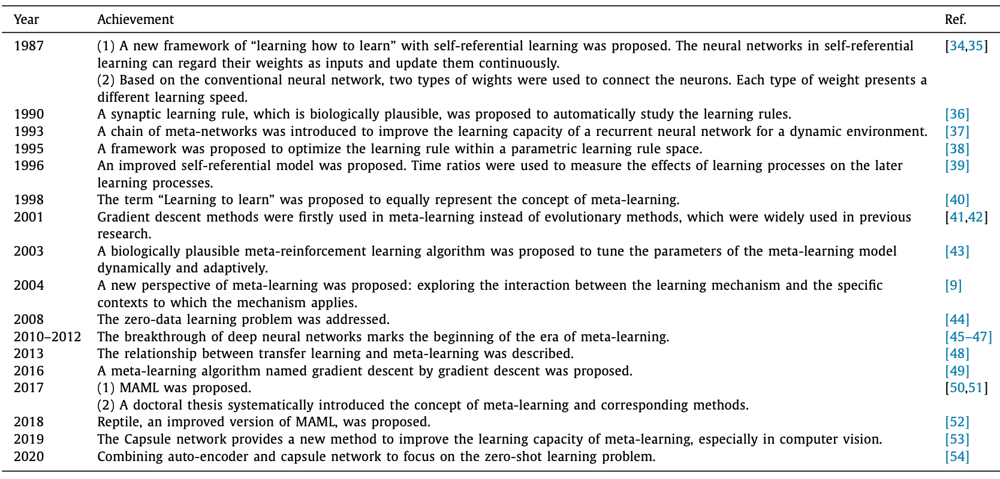 Year Achievement Ref.
1987 (1) A new framework of “learning how to learn” with self-referential learning was proposed. The neural networks in self-referential [34,35]
learning can regard their weights as inputs and update them continuously.
(2) Based on the conventional neural network, two types of wights were used to connect the neurons. Each type of weight presents a
different learning speed.
1990 A synaptic learning rule, which is biologically plausible, was proposed to automatically study the learning rules. [36]
1993 A chain of meta-networks was introduced to improve the learning capacity of a recurrent neural network for a dynamic environment. [37]
1995 A framework was proposed to optimize the learning rule within a parametric learning rule space. [38]
1996 An improved self-referential model was proposed. Time ratios were used to measure the effects of learning processes on the later [39]
learning processes.
1998 The term “Learning to learn” was proposed to equally represent the concept of meta-learning. [40]
2001 Gradient descent methods were firstly used in meta-learning instead of evolutionary methods, which were widely used in previous [41,42]
research.
2003 A biologically plausible meta-reinforcement learning algorithm was proposed to tune the parameters of the meta-learning model [43]
dynamically and adaptively.
2004 A new perspective of meta-learning was proposed: exploring the interaction between the learning mechanism and the specific [9]
contexts to which the mechanism applies.
2008 The zero-data learning problem was addressed. [44]
2010–2012 The breakthrough of deep neural networks marks the beginning of the era of meta-learning. [45–47]
2013 The relationship between transfer learning and meta-learning was described. [48]
2016 A meta-learning algorithm named gradient descent by gradient descent was proposed. [49]
2017 (1) MAML was proposed. [50,51]
(2) A doctoral thesis systematically introduced the concept of meta-learning and corresponding methods.
2018 Reptile, an improved version of MAML, was proposed. [52]
2019 The Capsule network provides a new method to improve the learning capacity of meta-learning, especially in computer vision. [53]
2020 Combining auto-encoder and capsule network to focus on the zero-shot learning problem. [54]